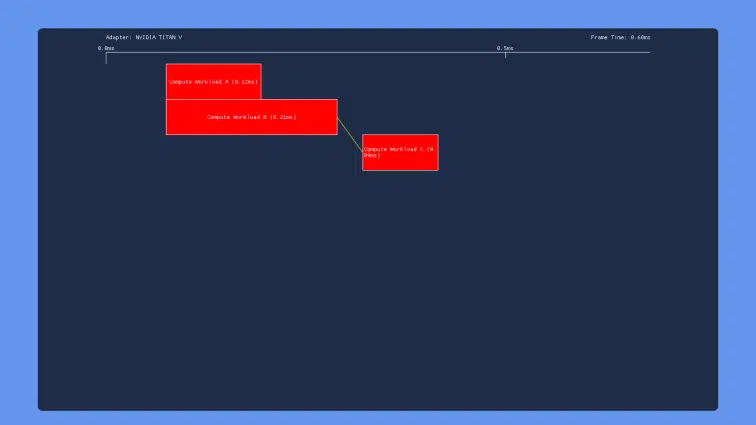 Adapter: NVIDIA TITAN V
Frame Time: 0.60ms
0.0ms
0.5ms
Compute Workload A (0.12ms)
Compute Workload B (0.21ms)
Compute Workload C (0.
09ms)